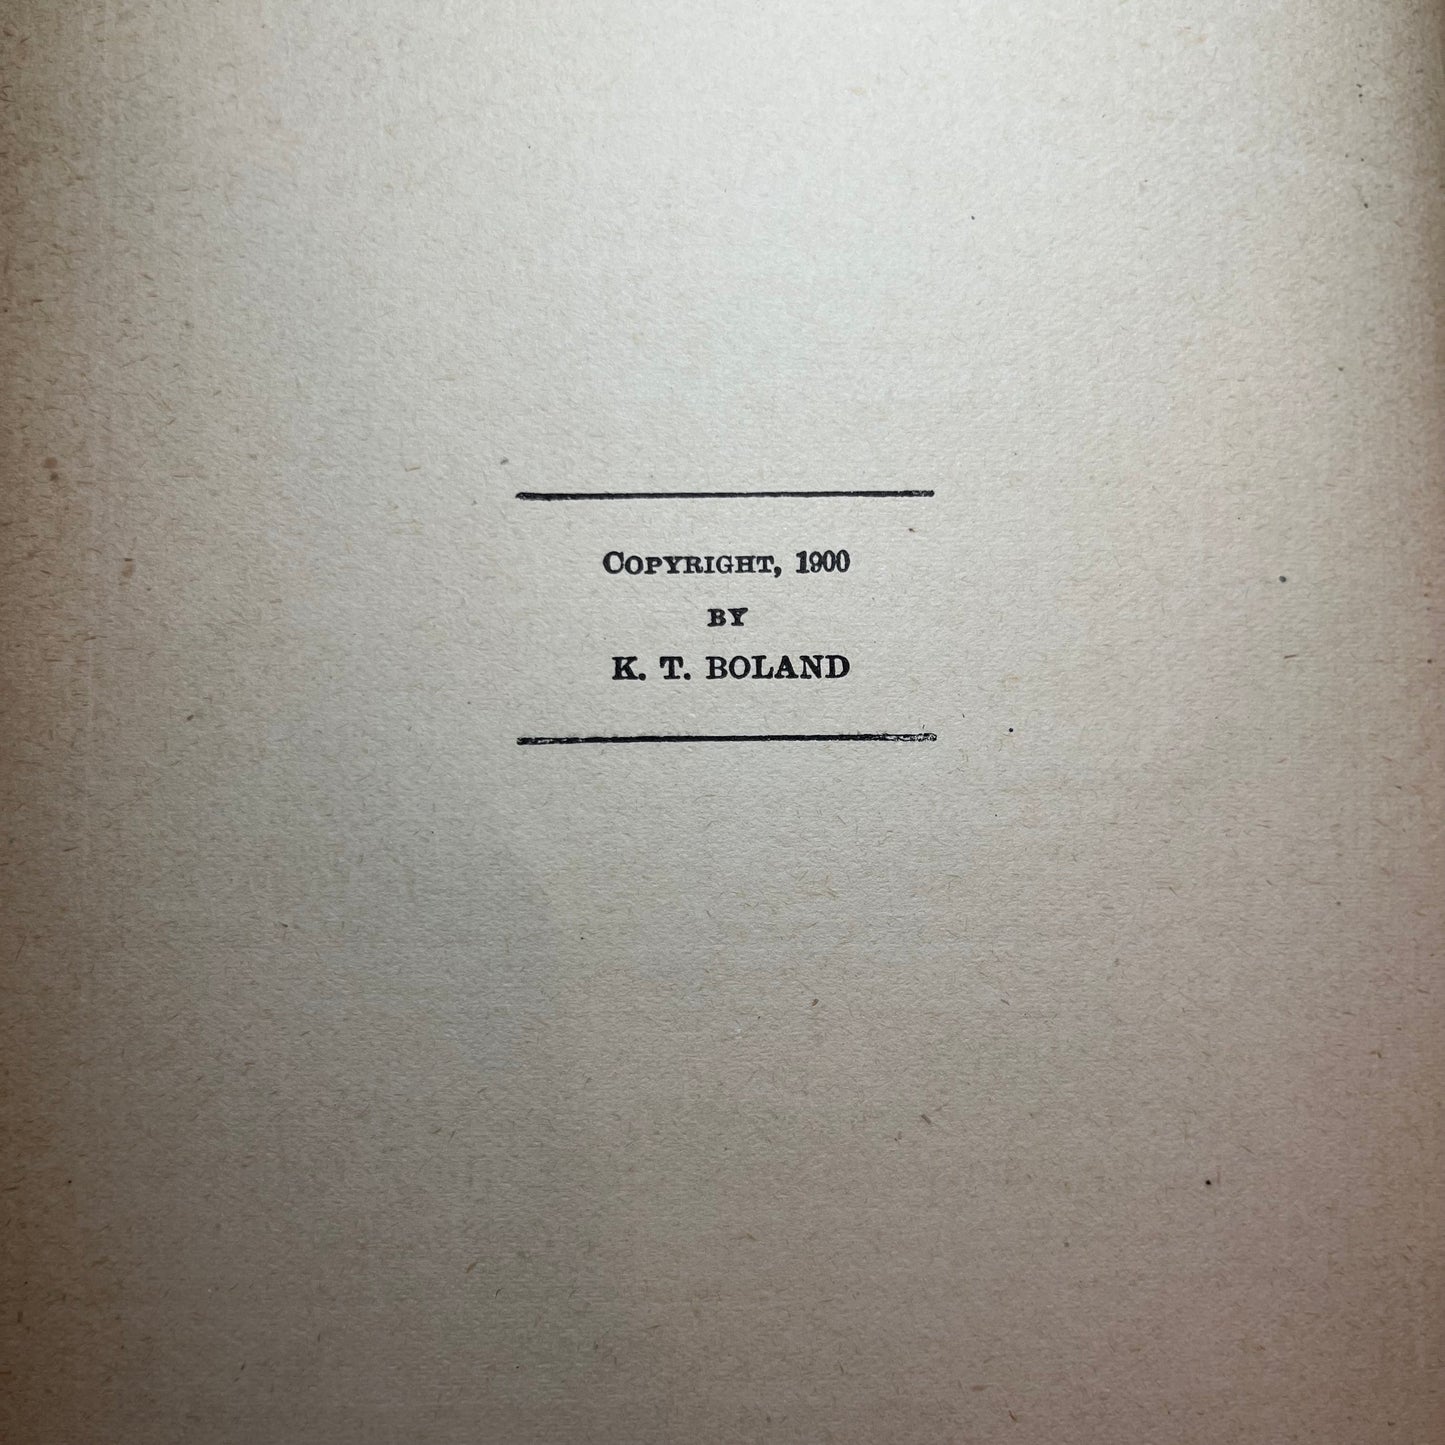 Copyright, 1900
BY
K. T. BOLAND